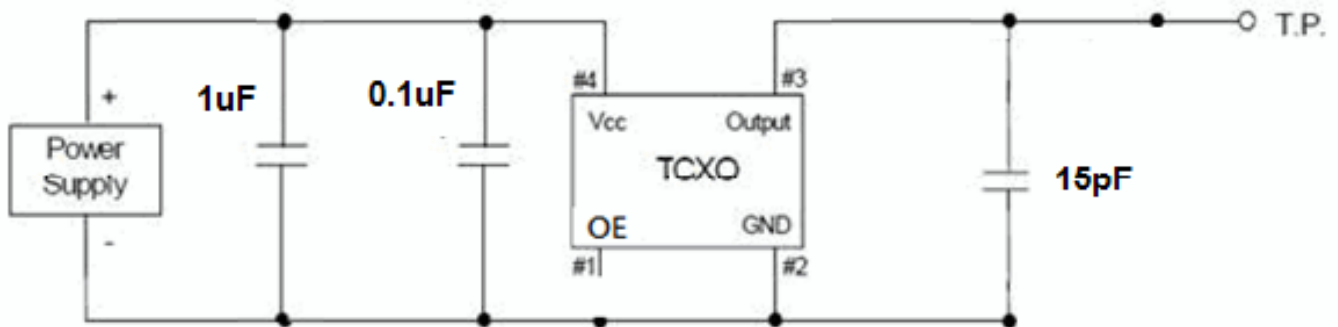 T.P.
#4
#3
1uF
0.1uF
+
Vcc
Output
Power
Supply
TCXO
15pF
-
OE
GND
#1
#2